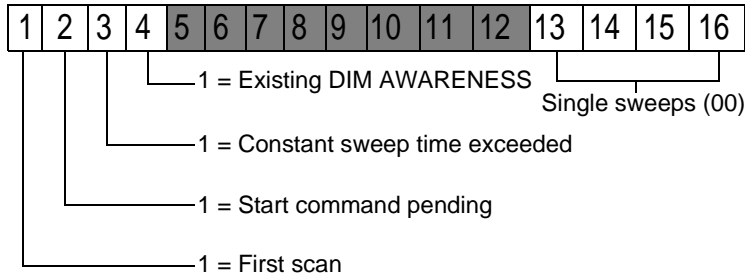 1 2 3 4 5 6 7 8 9 10 11 12 13 14 15 16
1 = Existing DIM AWARENESS
Single sweeps (00)
1 = Constant sweep time exceeded
1 = Start command pending
1 = First scan